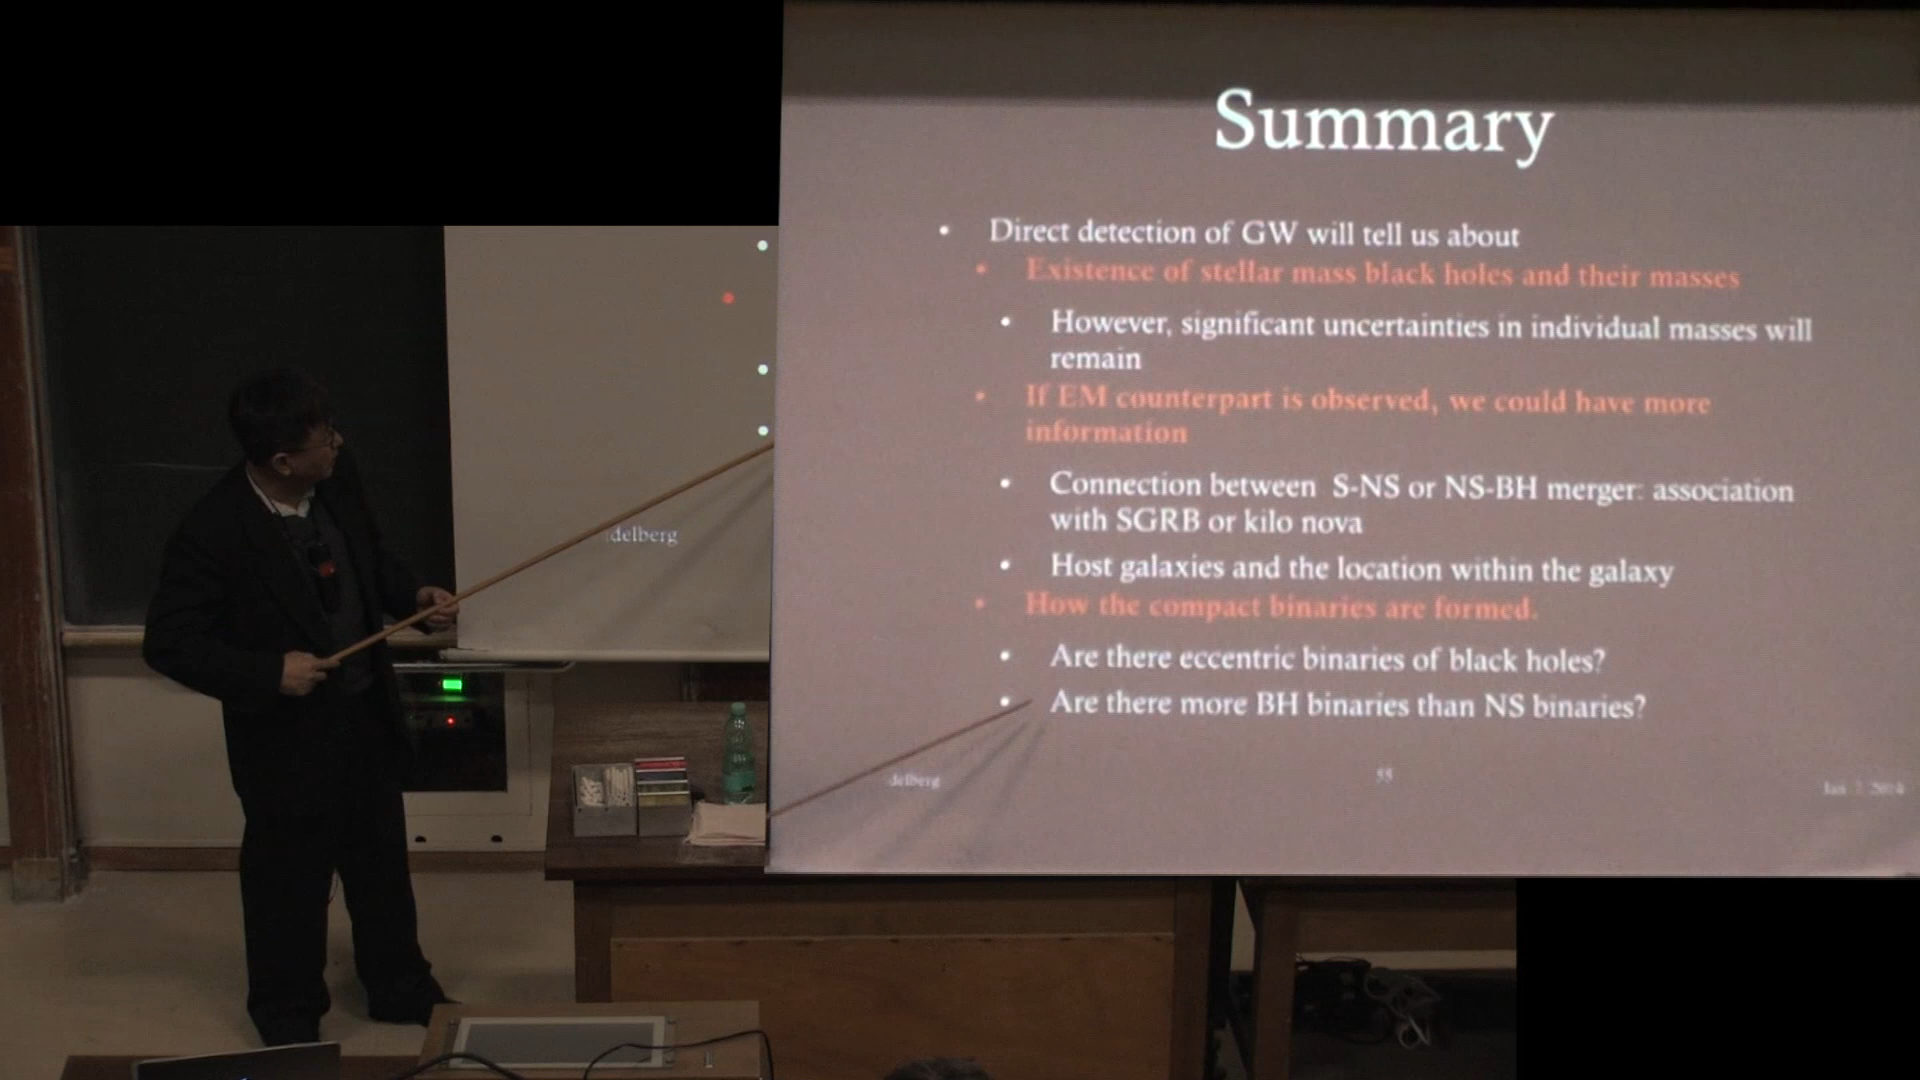 Summary
• Direct detection of GW will tell us about
• Existence of stellar mass black holes and their masses
• However, significant uncertainties in individual masses will
remain
• If EM counterpart is observed, we could have more
information
• Connection between S-NS or NS-BH merger: association
with SGRB or kilo nova
• Host galaxies and the location within the galaxy
• How the compact binaries are formed.
• Are there eccentric binaries of black holes?
• Are there more BH binaries than NS binaries?
delberg
55
delberg